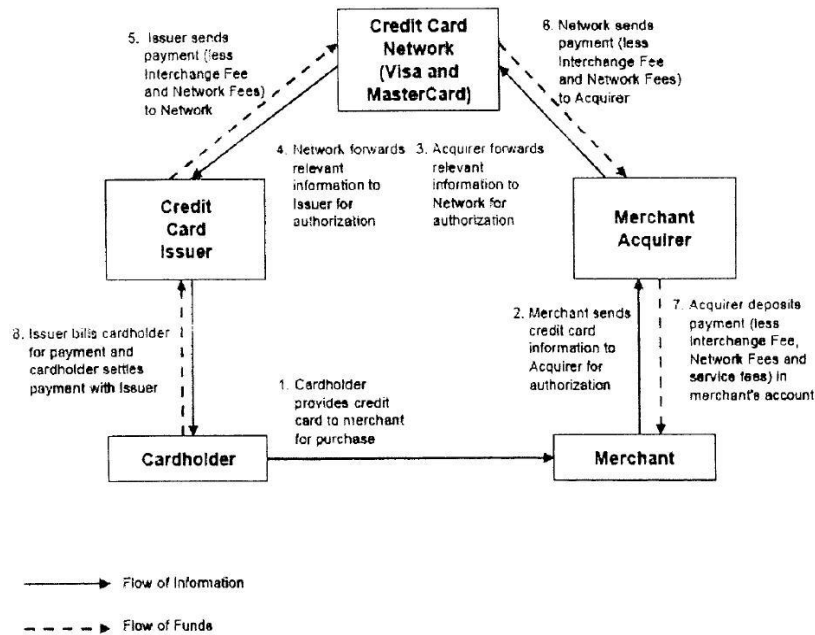 Credit Card
Network
(Visa and
MasterCard)
5. Issuer sends
payment (less
Interchange Fee
and Network Fees)
to Network
6. Network sends
payment (less
Interchange Fee
and Network Fees)
to Acquirer
4. Network forwards
relevant
information to
Issuer for
authorization
3. Acquirer forwards
relevant
information to
Network for
authorization
Credit
Card
Issuer
Merchant
Acquirer
8. Issuer bills cardholder
for payment and
cardholder settles
payment with Issuer
1. Cardholder
provides credit
card to merchant
for purchase
2. Merchant sends
credit card
information to
Acquirer for
authorization
7. Acquirer deposits
payment (less
Interchange Fee,
Network Fees and
service fees) in
merchant's account
Cardholder
Merchant
Flow of Information
Flow of Funds